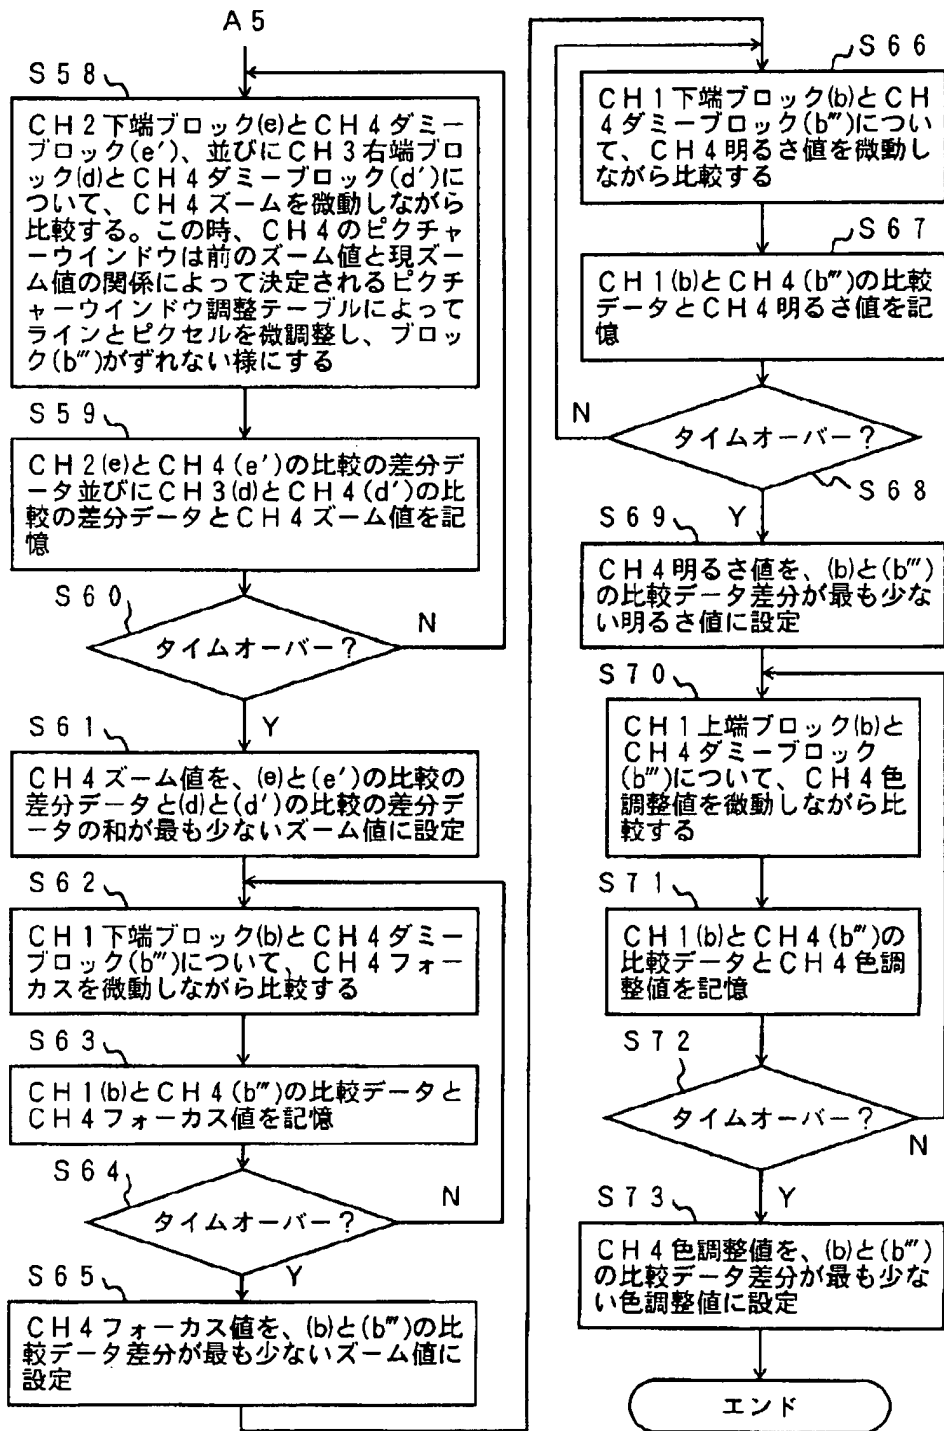 A5
S58
CH2下端ブロック(e)とCH4ダミー
ブロック(e′)、並びにCH3右端ブロ
ック(d)とCH4ダミーブロック(d′)に
ついて、CH4ズームを微動しながら
比較する。この時、CH4のピクチャ
ーウインドウは前のズーム値と現ズー
ム値の関係によって決定されるピクチ
ャーウインドウ調整テーブルによって
ラインとピクセルを微調整し、ブロッ
ク(b‴)がずれない様にする
S59
CH2(e)とCH4(e′)の比較の差分デ
ータ並びにCH3(d)とCH4(d′)の比
較の差分データとCH4ズーム値を記
憶
S60
タイムオーバー?
N
Y
S61
CH4ズーム値を、(e)と(e′)の比較の
差分データと(d)と(d′)の比較の差分デ
ータの和が最も少ないズーム値に設定
S62
CH1下端ブロック(b)とCH4ダミー
ブロック(b‴)について、CH4フォー
カスを微動しながら比較する
S63
CH1(b)とCH4(b‴)の比較データと
CH4フォーカス値を記憶
S64
タイムオーバー?
N
Y
S65
CH4フォーカス値を、(b)と(b‴)の比
較データ差分が最も少ないズーム値に
設定
S66
CH1下端ブロック(b)とCH
4ダミーブロック(b‴)につい
て、CH4明るさ値を微動し
ながら比較する
S67
CH1(b)とCH4(b‴)の比較
データとCH4明るさ値を記
憶
N
タイムオーバー?
S68
Y
S69
CH4明るさ値を、(b)と(b‴)
の比較データ差分が最も少な
い明るさ値に設定
S70
CH1上端ブロック(b)と
CH4ダミーブロック
(b‴)について、CH4色
調整値を微動しながら比
較する
S71
CH1(b)とCH4(b‴)の
比較データとCH4色調
整値を記憶
S72
タイムオーバー?
N
Y
S73
CH4色調整値を、(b)と(b‴)
の比較データ差分が最も少な
い色調整値に設定
エンド